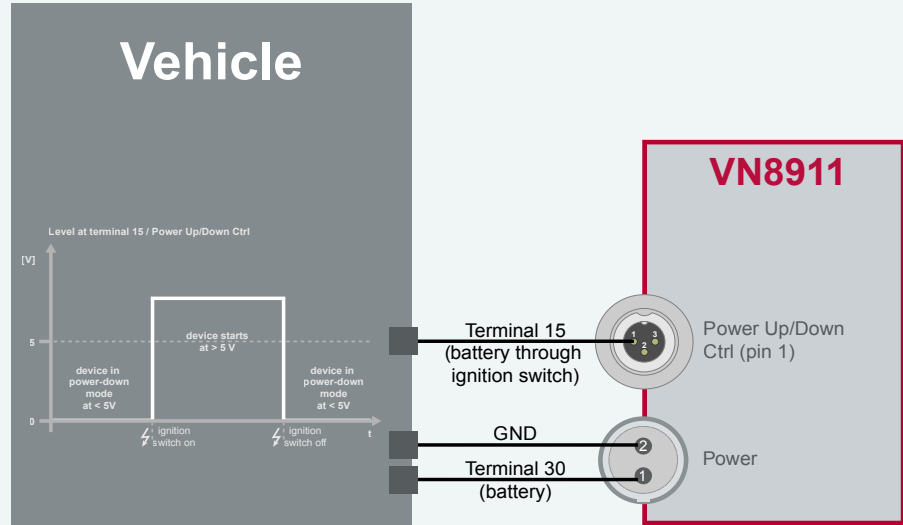 Vehicle
Level at terminal 15 / Power Up/Down Ctrl
[V]
device starts
at > 5 V
5
device in
power-down
mode
at < 5V
device in
power-down
mode
at < 5V
0
ignition
switch on
ignition
switch off
t
Terminal 15
(battery through
ignition switch)
GND
Terminal 30
(battery)
VN8911
1
3
2
Power Up/Down
Ctrl (pin 1)
2
1
Power